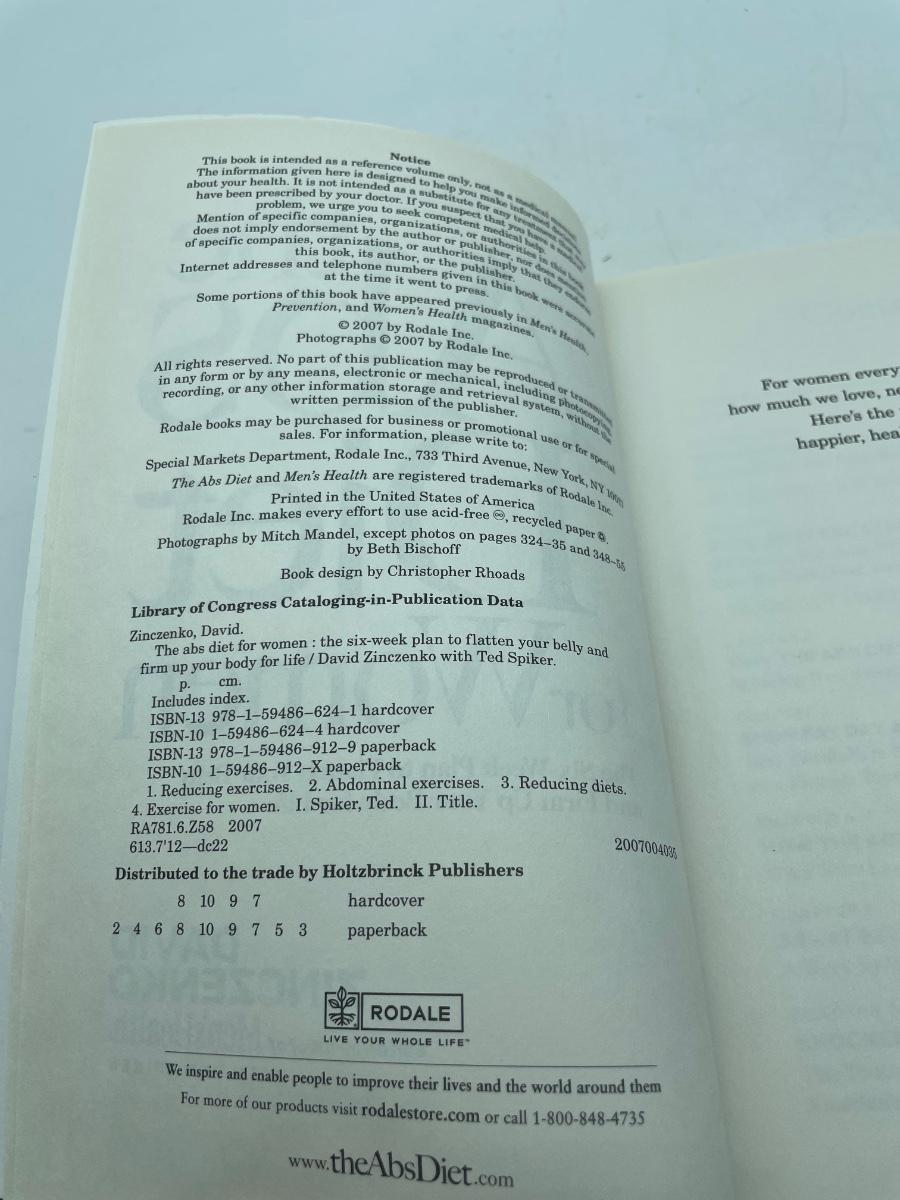 Notice
This book is intended as a reference volume only, not as a medical
The information given here is designed to help you make informed
about your health. It is not intended as a substitute for any treatment that
have been prescribed by your doctor. If you suspect that you have a medical
problem, we urge you to seek competent medical help.
Mention of specific companies, organizations, or authorities in this book
does not imply endorsement by the author or publisher, nor does mention
of specific companies, organizations, or authorities imply that they endorse
this book, its author, or the publisher.
Internet addresses and telephone numbers given in this book were accurate
at the time it went to press.
Some portions of this book have appeared previously in Men's Health,
Prevention, and Women's Health magazines.
© 2007 by Rodale Inc.
Photographs © 2007 by Rodale Inc.
All rights reserved. No part of this publication may be reproduced or transmitted
in any form or by any means, electronic or mechanical, including photocopying,
recording, or any other information storage and retrieval system, without the
written permission of the publisher.
Rodale books may be purchased for business or promotional use or for special
sales. For information, please write to:
Special Markets Department, Rodale Inc., 733 Third Avenue, New York, NY
The Abs Diet and Men's Health are registered trademarks of Rodale Inc.
Printed in the United States of America
Rodale Inc. makes every effort to use acid-free ♾, recycled paper ♻.
Photographs by Mitch Mandel, except photos on pages 324–35 and 348–55
by Beth Bischoff
Book design by Christopher Rhoads
Library of Congress Cataloging-in-Publication Data
Zinczenko, David.
The abs diet for women : the six-week plan to flatten your belly and
firm up your body for life / David Zinczenko with Ted Spiker.
p. cm.
Includes index.
ISBN-13 978–1–59486–624–1 hardcover
ISBN-10 1–59486–624–4 hardcover
ISBN-13 978–1–59486–912–9 paperback
ISBN-10 1–59486–912–X paperback
1. Reducing exercises. 2. Abdominal exercises. 3. Reducing diets.
4. Exercise for women. I. Spiker, Ted. II. Title.
RA781.6.Z58 2007
613.7'12—dc22 2007004035
Distributed to the trade by Holtzbrinck Publishers
8 10 9 7 hardcover
2 4 6 8 10 9 7 5 3 paperback
RODALE
LIVE YOUR WHOLE LIFE™
We inspire and enable people to improve their lives and the world around them
For more of our products visit rodalestore.com or call 1-800-848-4735
www.theAbsDiet.com
For women every
how much we love,
Here's the
happier,